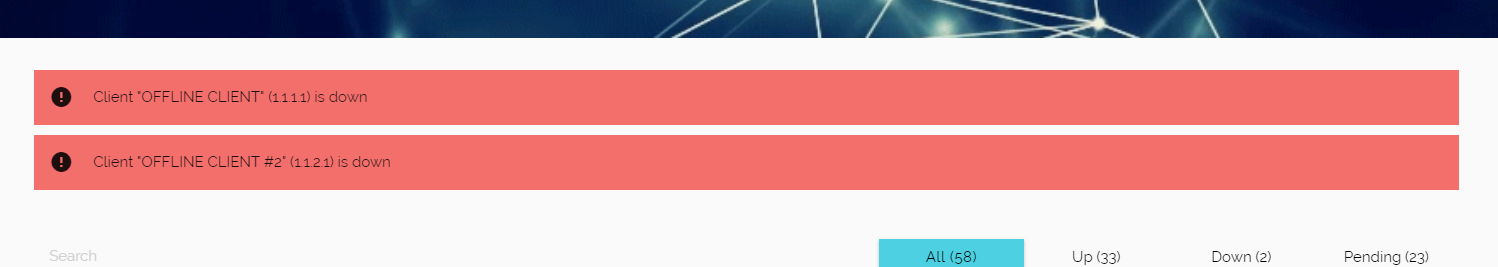 Client "OFFLINE CLIENT" (1.1.1.1) is down
Client "OFFLINE CLIENT #2" (1.1.2.1) is down
Search All (58) Up (33) Down (2) Pending (23)